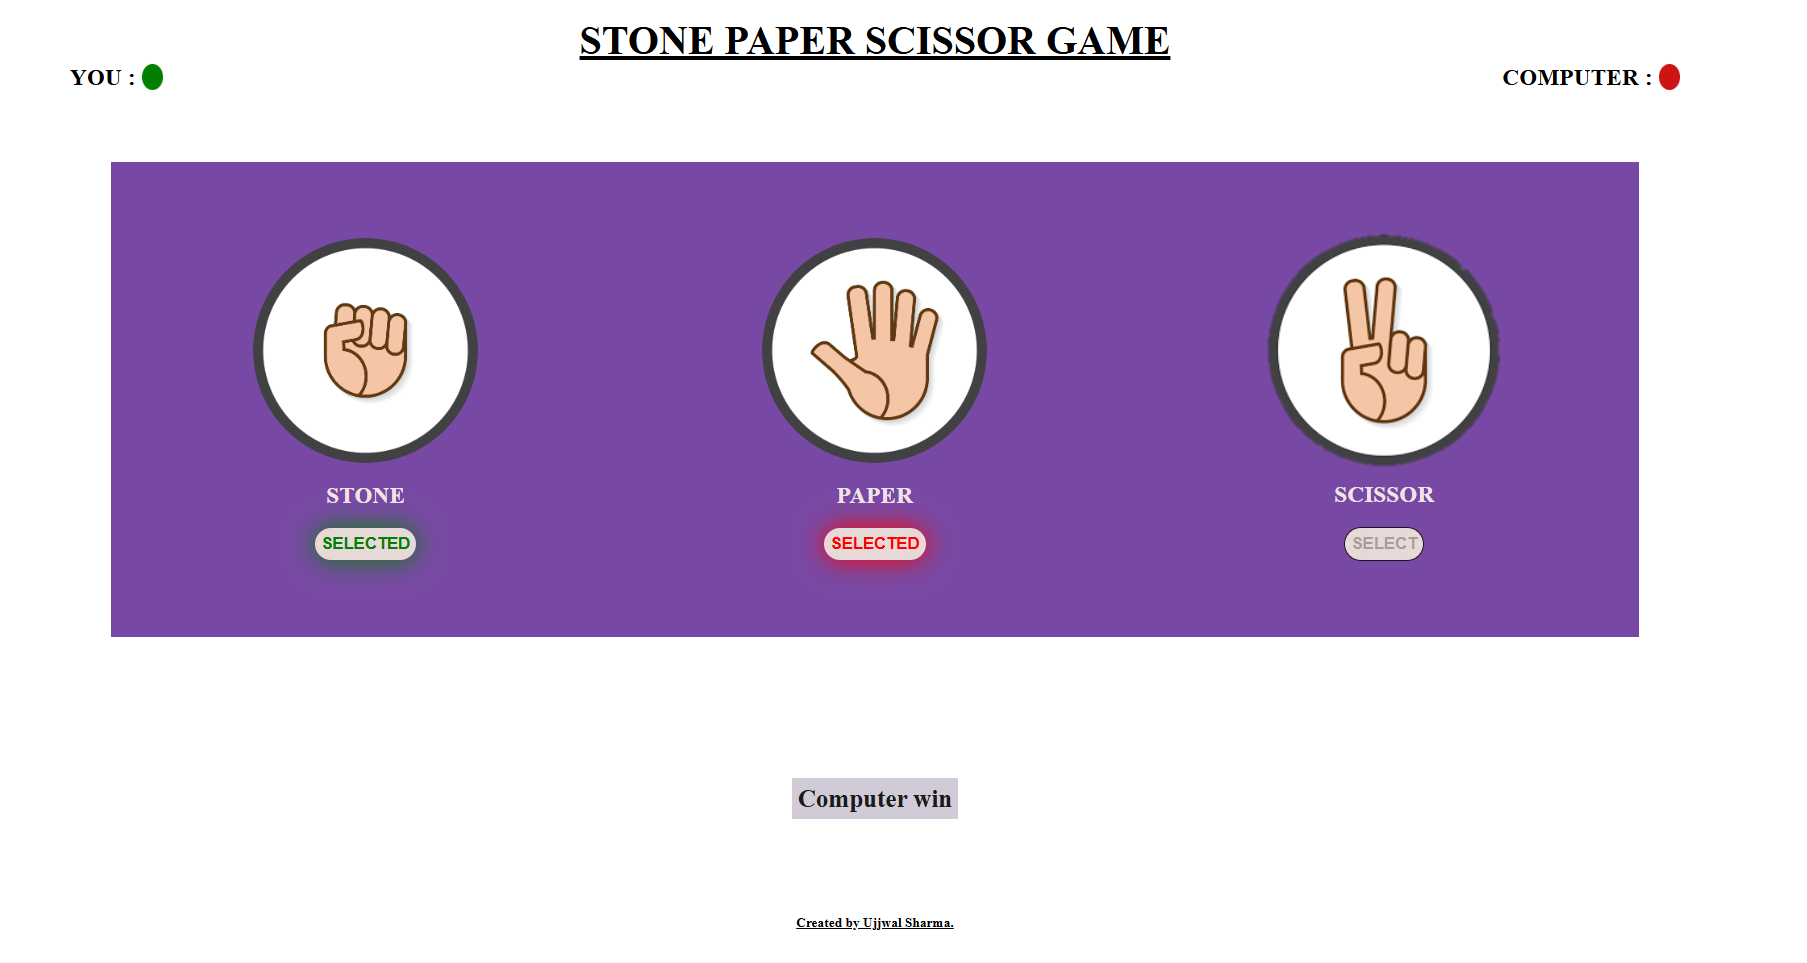 STONE PAPER SCISSOR GAME
YOU :
COMPUTER :
STONE
PAPER
SCISSOR
SELECTED
SELECTED
SELECT
Computer win
Created by Ujjwal Sharma.